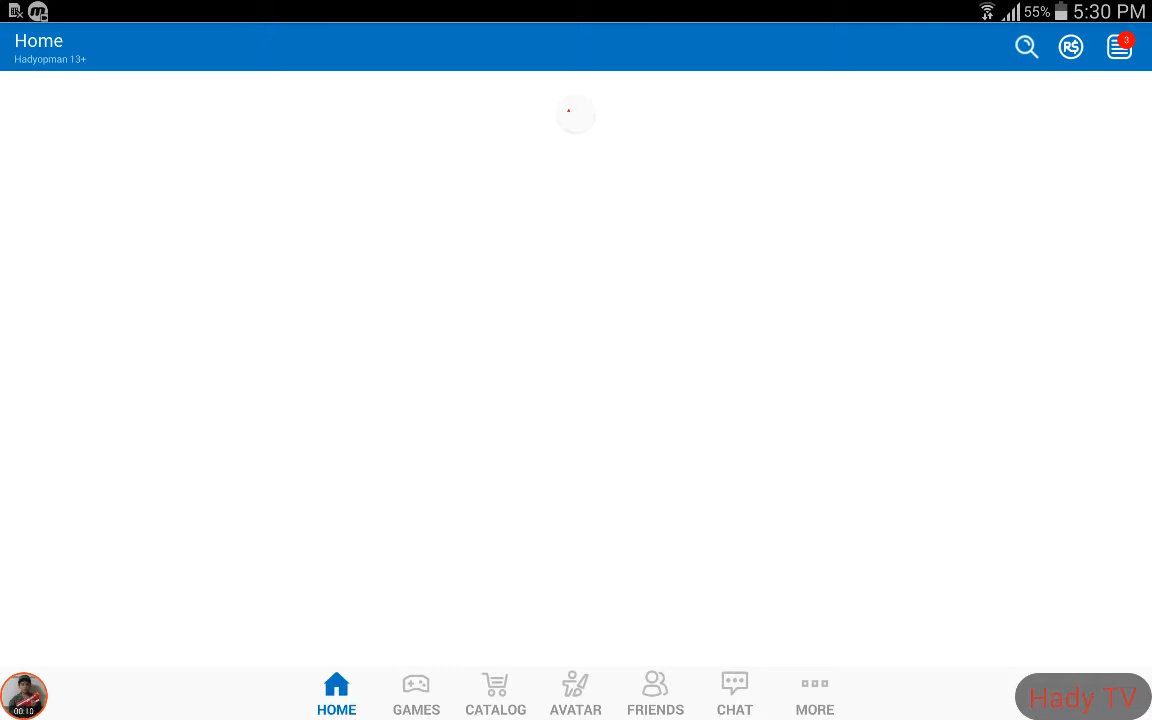 55% 5:30 PM
Home
Hadyopman 13+
R$
3
00:10
HOME GAMES CATALOG AVATAR FRIENDS CHAT MORE
Hady TV